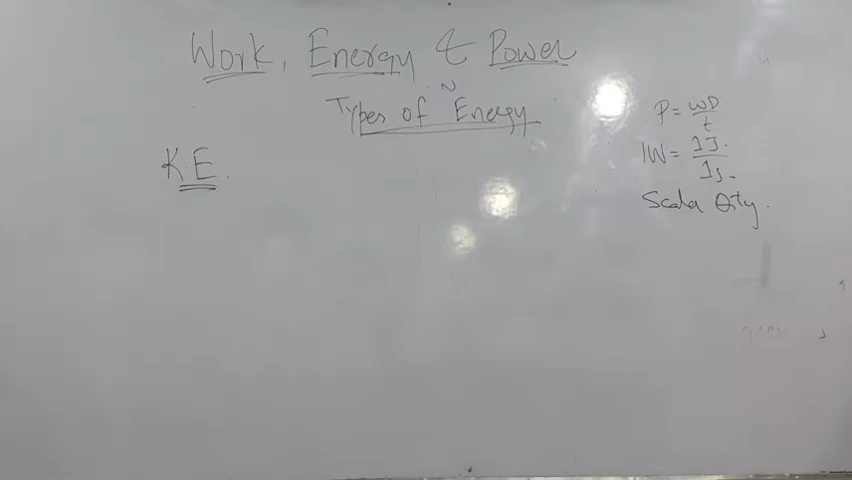 Work, Energy & Power
Types of Energy
K.E.
P = WD/t
1W = 1J./1s.
Scalar Qty.